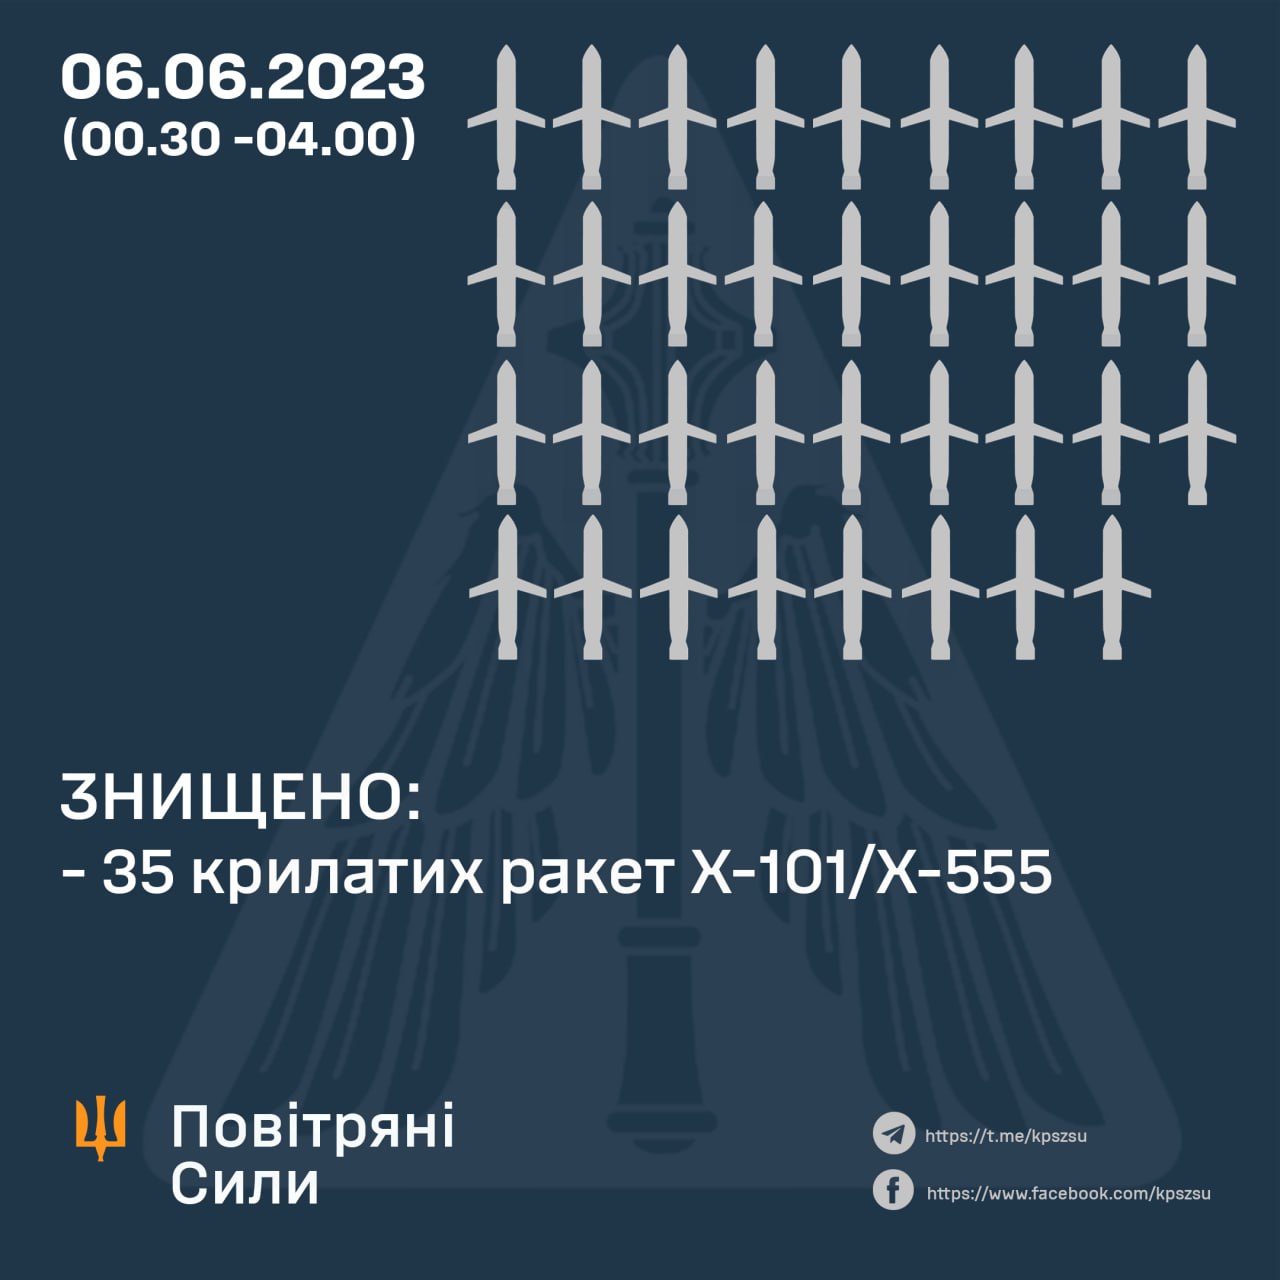 06.06.2023
(00.30 -04.00)
ЗНИЩЕНО:
- 35 крилатих ракет Х-101/Х-555
Повітряні
Сили
https://t.me/kpszsu
https://www.facebook.com/kpszsu